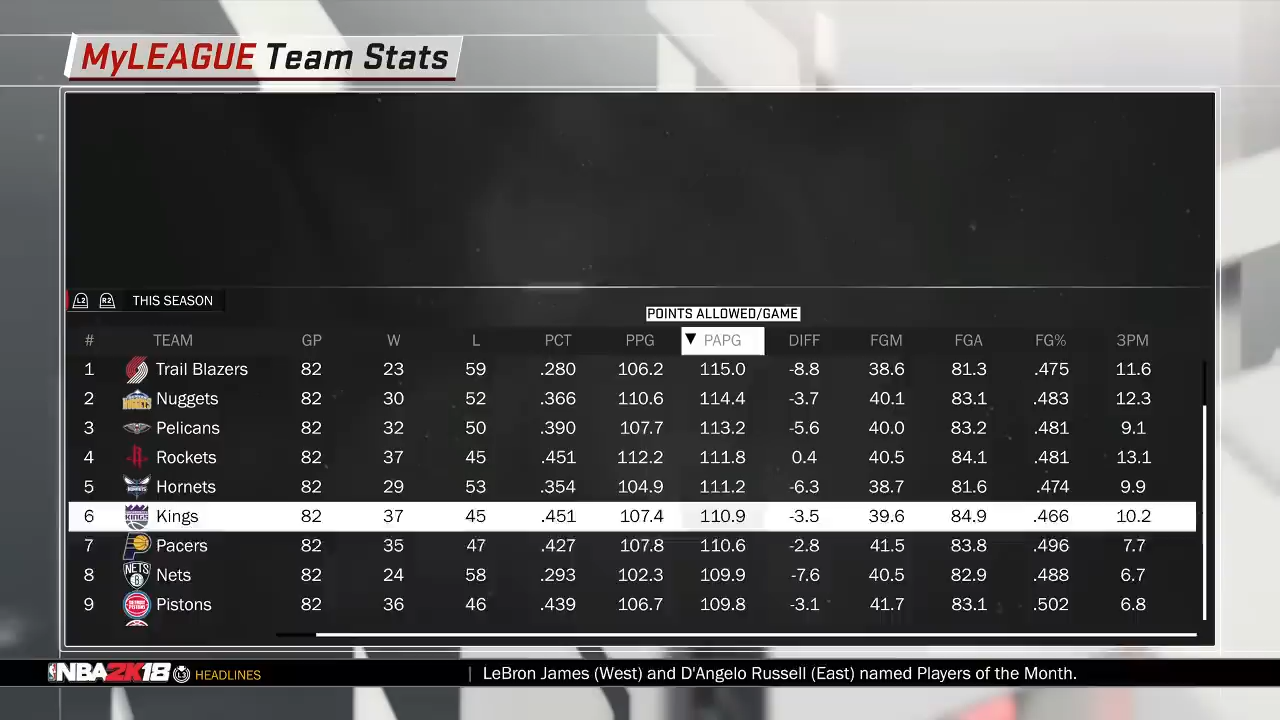 MyLEAGUE Team Stats
L2 R2 THIS SEASON
POINTS ALLOWED/GAME
# TEAM GP W L PCT PPG PAPG DIFF FGM FGA FG% 3PM
1 Trail Blazers 82 23 59 .280 106.2 115.0 -8.8 38.6 81.3 .475 11.6
2 Nuggets 82 30 52 .366 110.6 114.4 -3.7 40.1 83.1 .483 12.3
3 Pelicans 82 32 50 .390 107.7 113.2 -5.6 40.0 83.2 .481 9.1
4 Rockets 82 37 45 .451 112.2 111.8 0.4 40.5 84.1 .481 13.1
5 Hornets 82 29 53 .354 104.9 111.2 -6.3 38.7 81.6 .474 9.9
6 Kings 82 37 45 .451 107.4 110.9 -3.5 39.6 84.9 .466 10.2
7 Pacers 82 35 47 .427 107.8 110.6 -2.8 41.5 83.8 .496 7.7
8 Nets 82 24 58 .293 102.3 109.9 -7.6 40.5 82.9 .488 6.7
9 Pistons 82 36 46 .439 106.7 109.8 -3.1 41.7 83.1 .502 6.8
NBA2K18 HEADLINES | LeBron James (West) and D'Angelo Russell (East) named Players of the Month.